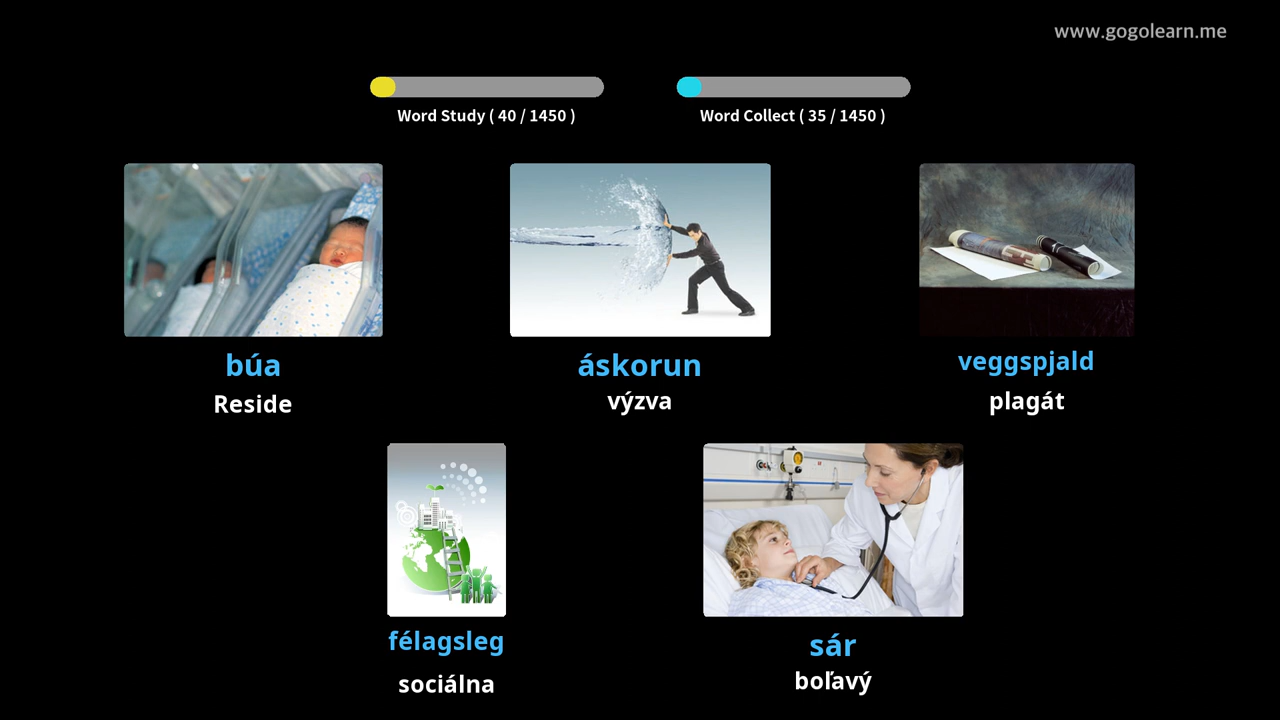 www.gogolearn.me
Word Study ( 40 / 1450 )
Word Collect ( 35 / 1450 )
búa
Reside
áskorun
výzva
veggspjald
plagát
félagsleg
sociálna
sár
boľavý